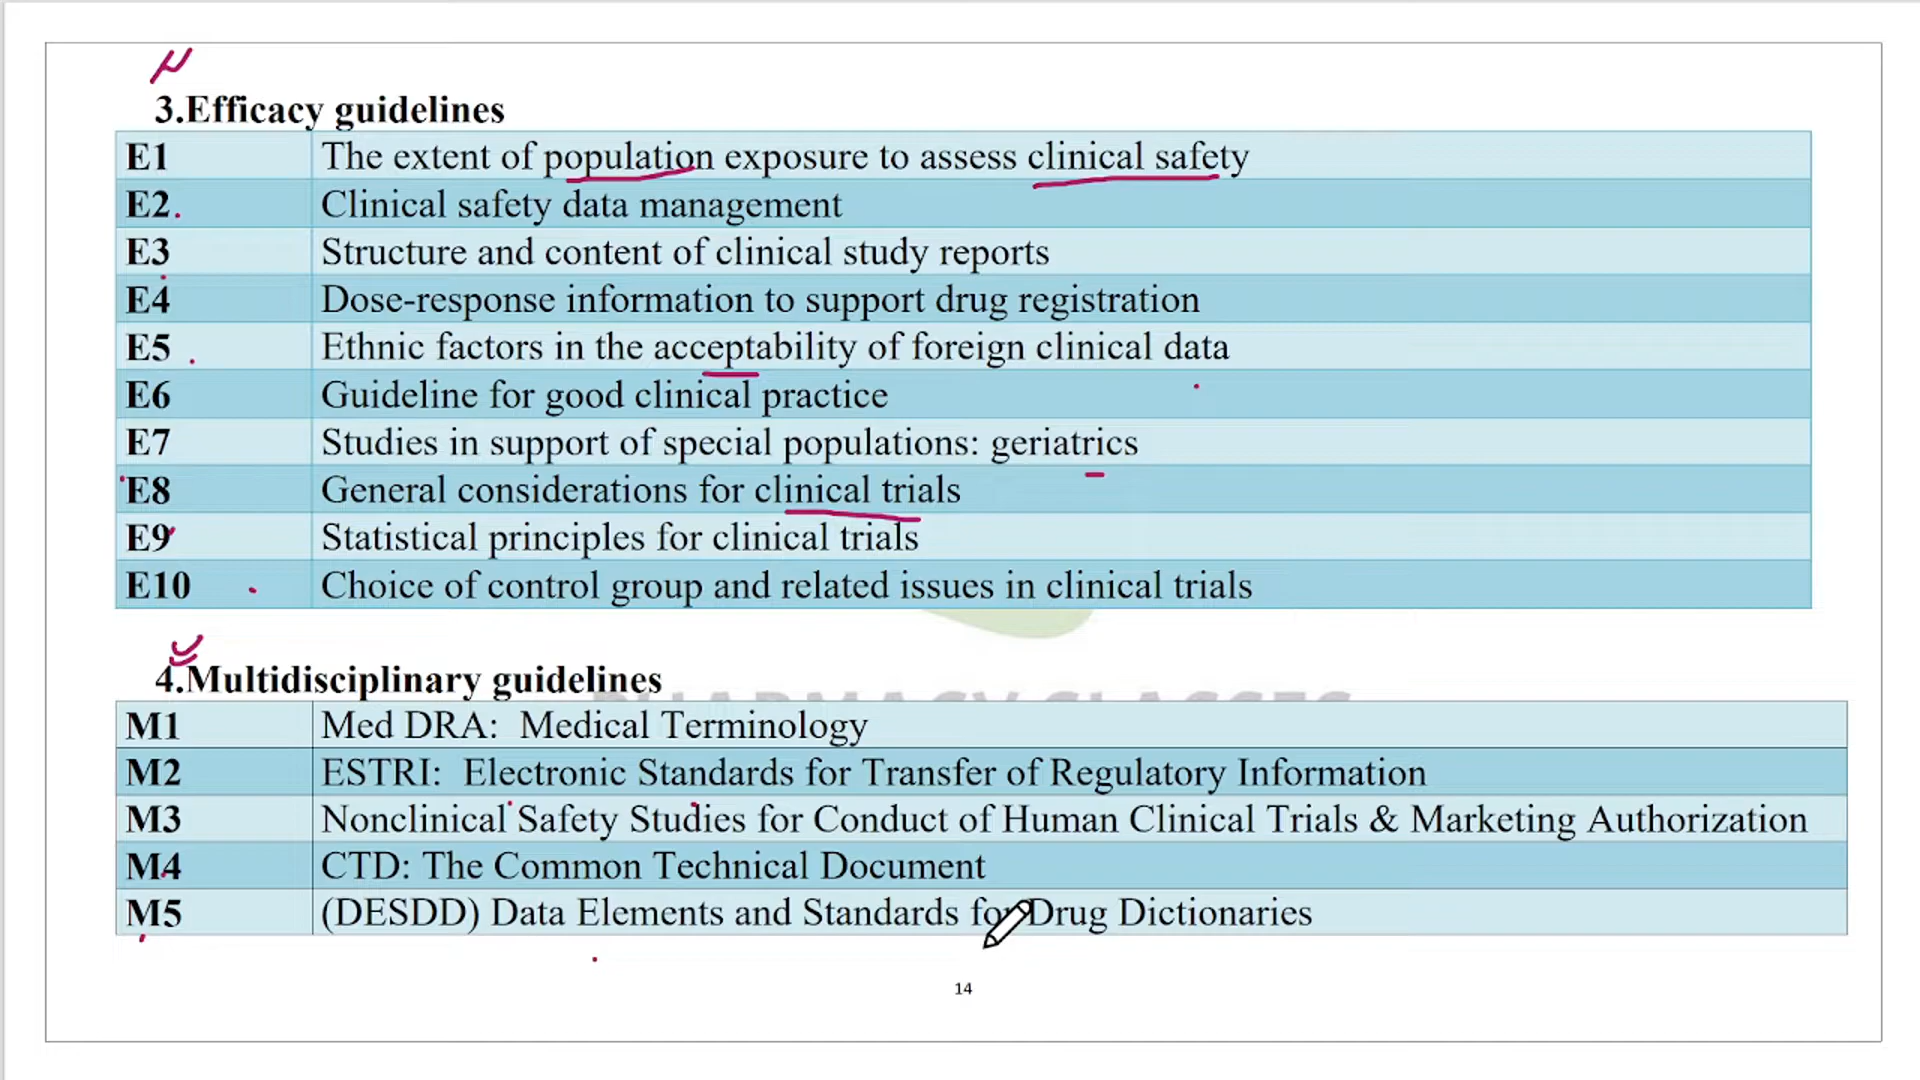 3.Efficacy guidelines
E1 The extent of population exposure to assess clinical safety
E2 Clinical safety data management
E3 Structure and content of clinical study reports
E4 Dose-response information to support drug registration
E5 Ethnic factors in the acceptability of foreign clinical data
E6 Guideline for good clinical practice
E7 Studies in support of special populations: geriatrics
E8 General considerations for clinical trials
E9 Statistical principles for clinical trials
E10 Choice of control group and related issues in clinical trials
4.Multidisciplinary guidelines
PHARMACY CLASSES
M1 Med DRA: Medical Terminology
M2 ESTRI: Electronic Standards for Transfer of Regulatory Information
M3 Nonclinical Safety Studies for Conduct of Human Clinical Trials & Marketing Authorization
M4 CTD: The Common Technical Document
M5 (DESDD) Data Elements and Standards for Drug Dictionaries
14